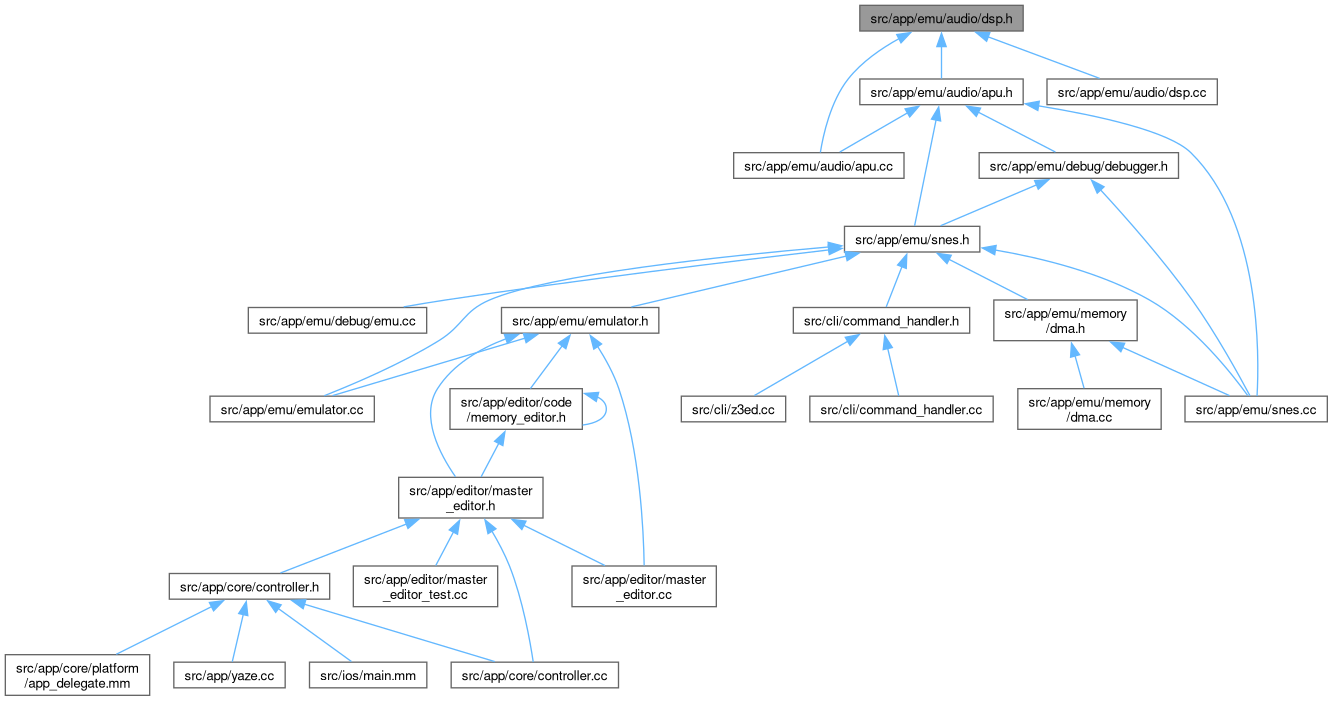 src/app/emu/audio/dsp.h
src/app/emu/audio/apu.h
src/app/emu/audio/dsp.cc
src/app/emu/audio/apu.cc
src/app/emu/debug/debugger.h
src/app/emu/snes.h
src/app/emu/debug/emu.cc
src/app/emu/emulator.h
src/cli/command_handler.h
src/app/emu/memory
/dma.h
src/app/emu/emulator.cc
src/app/editor/code
/memory_editor.h
src/cli/z3ed.cc
src/cli/command_handler.cc
src/app/emu/memory
/dma.cc
src/app/emu/snes.cc
src/app/editor/master
_editor.h
src/app/core/controller.h
src/app/editor/master
_editor_test.cc
src/app/editor/master
_editor.cc
src/app/core/platform
/app_delegate.mm
src/app/yaze.cc
src/ios/main.mm
src/app/core/controller.cc